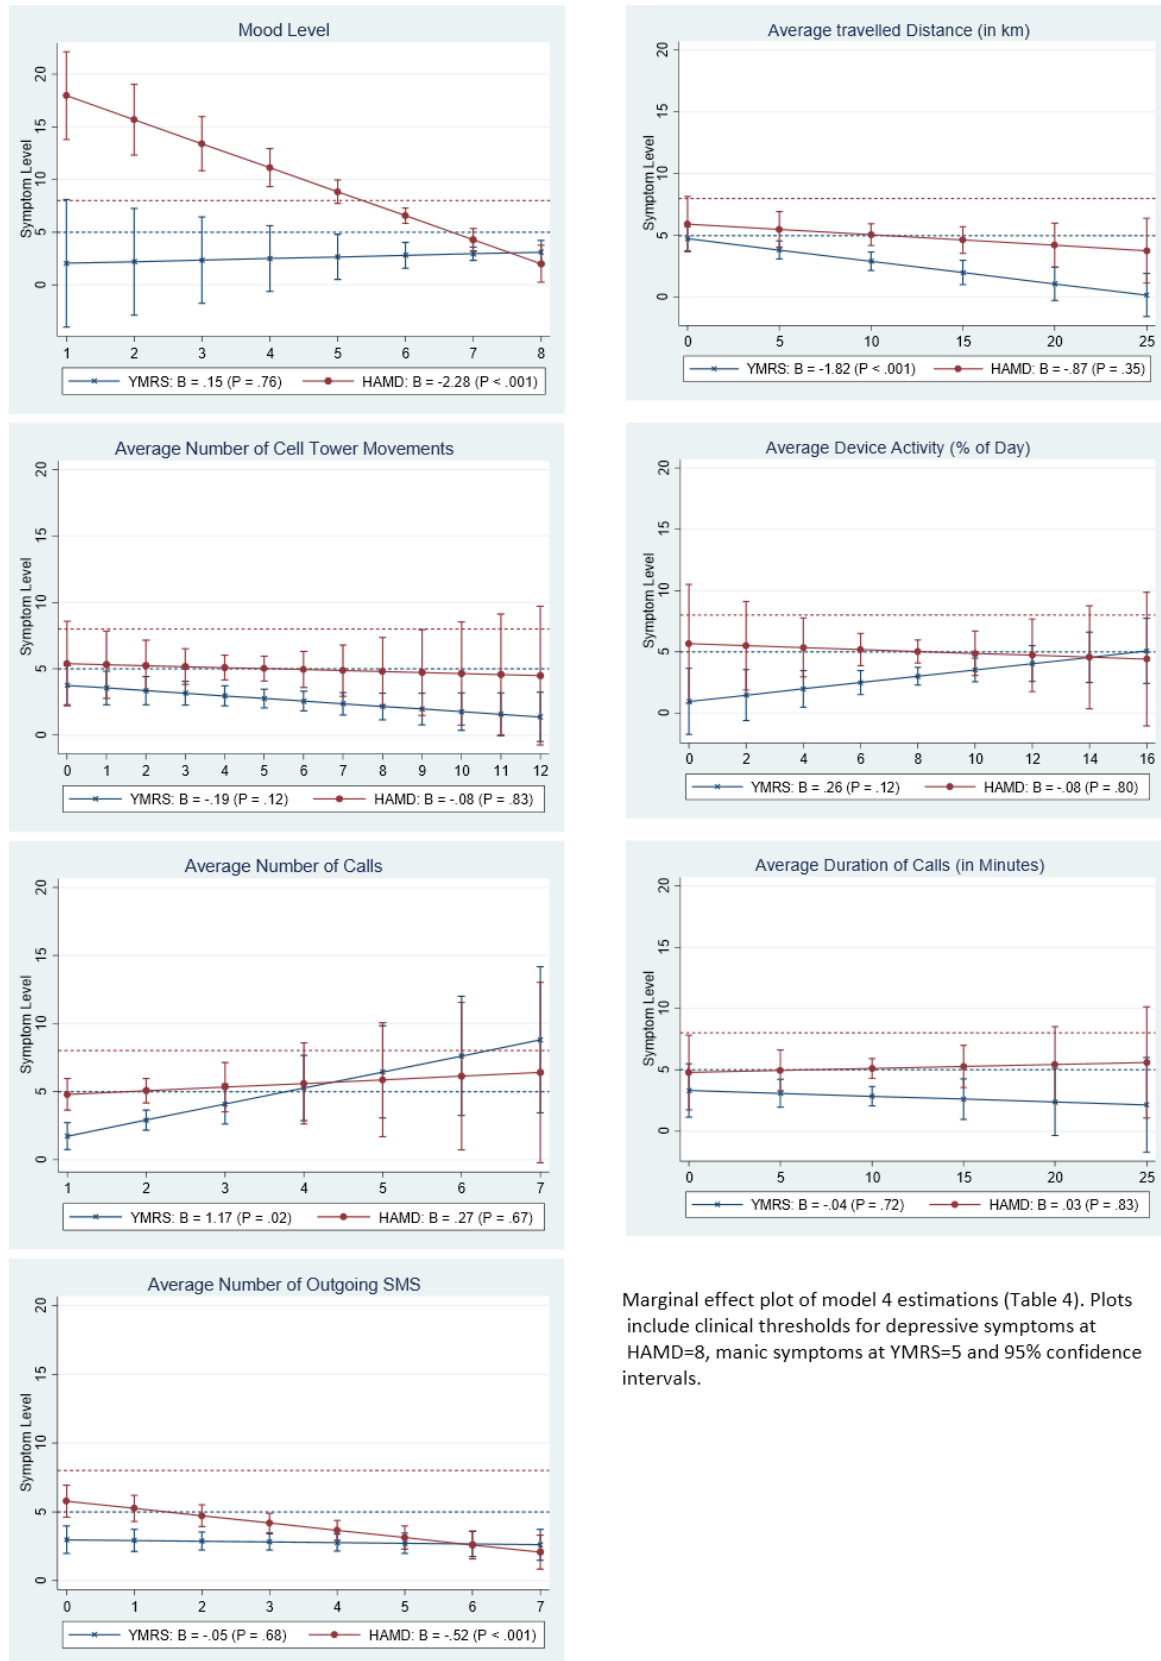 Mood Level
Symptom Level
20
15
10
5
0
1 2 3 4 5 6 7 8
YMRS: B = .15 (P = .76) HAMD: B = -2.28 (P < .001)
Average travelled Distance (in km)
Symptom Level
20
15
10
5
0
0 5 10 15 20 25
YMRS: B = -1.82 (P < .001) HAMD: B = -.87 (P = .35)
Average Number of Cell Tower Movements
Symptom Level
20
15
10
5
0
0 1 2 3 4 5 6 7 8 9 10 11 12
YMRS: B = -.19 (P = .12) HAMD: B = -.08 (P = .83)
Average Device Activity (% of Day)
Symptom Level
20
15
10
5
0
0 2 4 6 8 10 12 14 16
YMRS: B = .26 (P = .12) HAMD: B = -.08 (P = .80)
Average Number of Calls
Symptom Level
20
15
10
5
0
1 2 3 4 5 6 7
YMRS: B = 1.17 (P = .02) HAMD: B = .27 (P = .67)
Average Duration of Calls (in Minutes)
Symptom Level
20
15
10
5
0
0 5 10 15 20 25
YMRS: B = -.04 (P = .72) HAMD: B = .03 (P = .83)
Average Number of Outgoing SMS
Symptom Level
20
15
10
5
0
0 1 2 3 4 5 6 7
YMRS: B = -.05 (P = .68) HAMD: B = -.52 (P < .001)
Marginal effect plot of model 4 estimations (Table 4). Plots
include clinical thresholds for depressive symptoms at
HAMD=8, manic symptoms at YMRS=5 and 95% confidence
intervals.